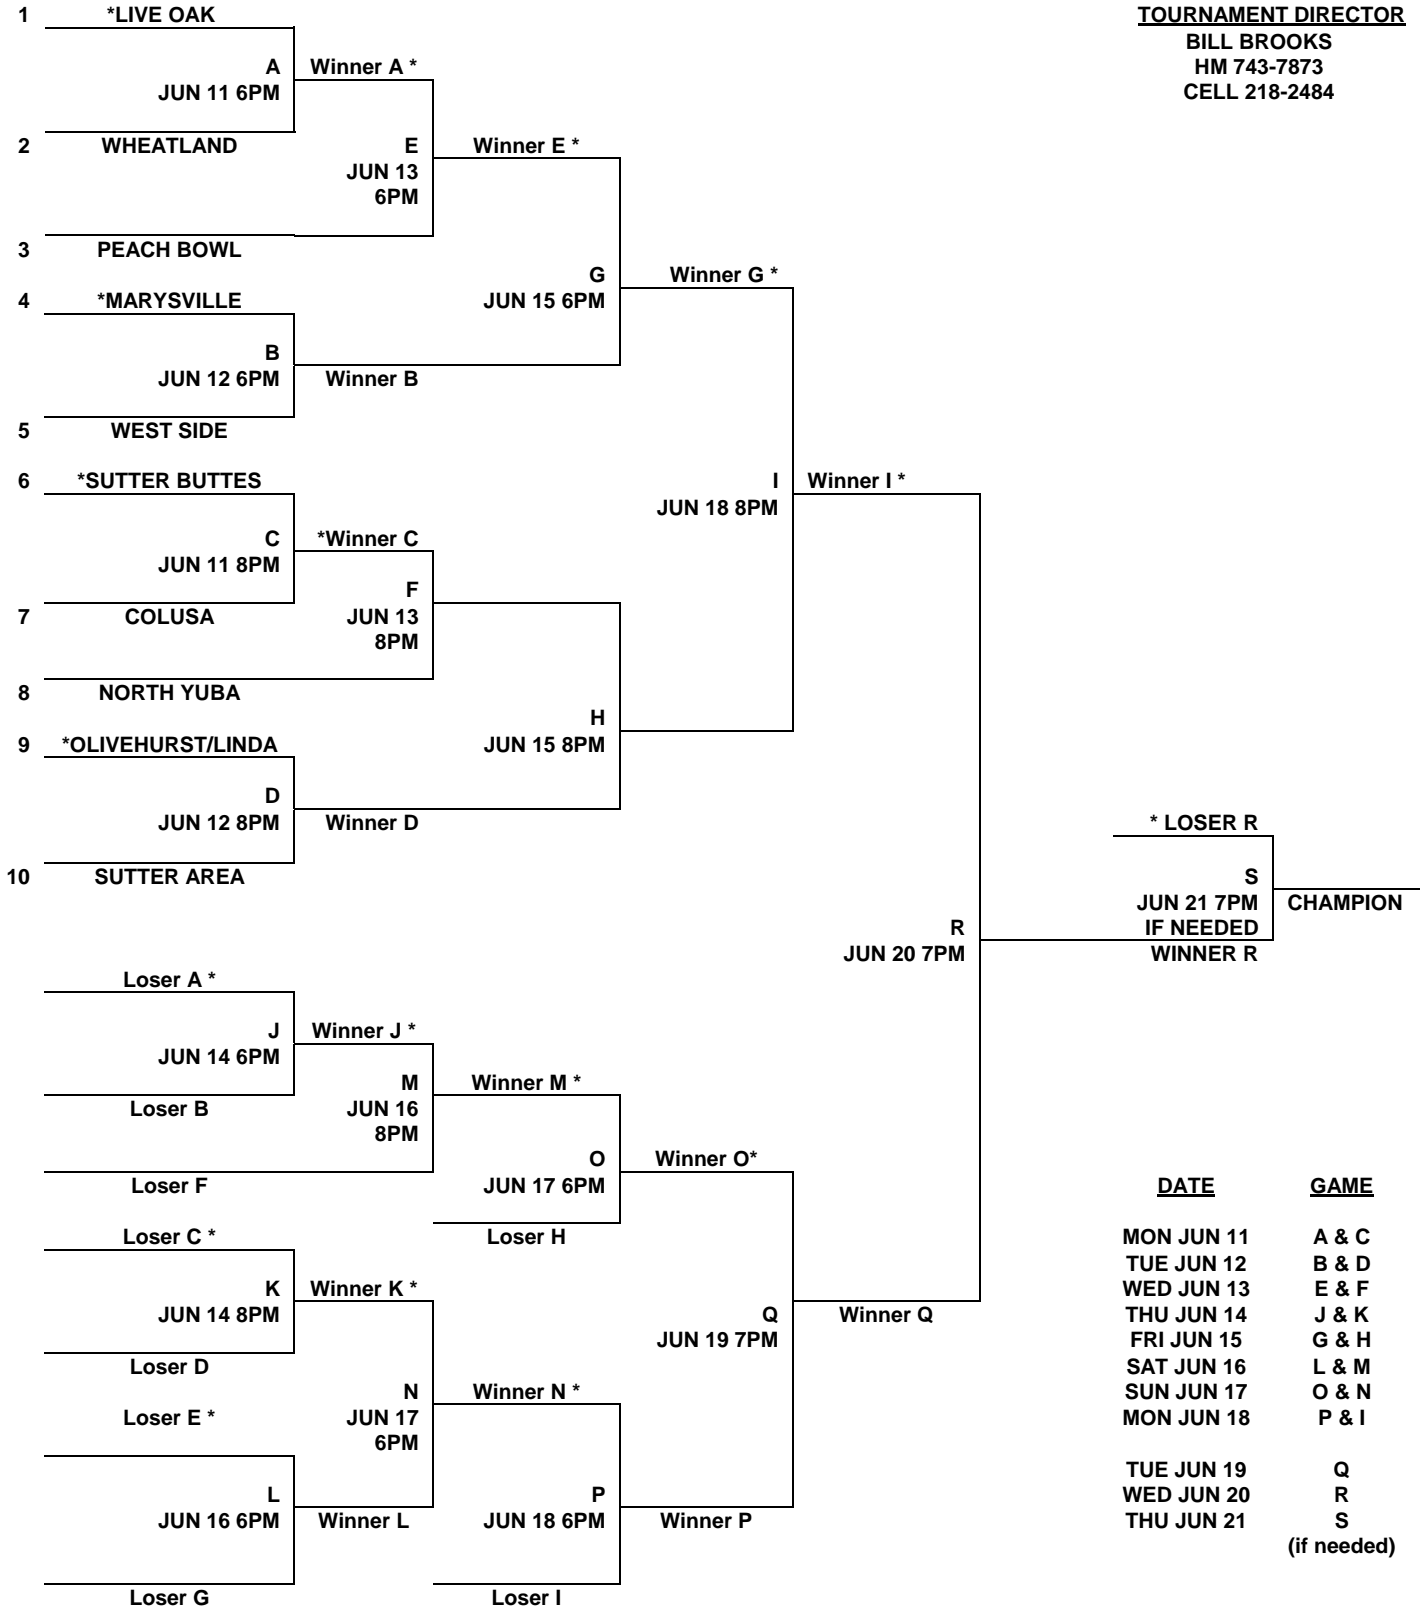 1 *LIVE OAK
TOURNAMENT DIRECTOR
BILL BROOKS
HM 743-7873
CELL 218-2484
A
JUN 11 6PM
Winner A *
2 WHEATLAND
E
JUN 13
6PM
Winner E *
3 PEACH BOWL
4 *MARYSVILLE
G
JUN 15 6PM
Winner G *
B
JUN 12 6PM
Winner B
5 WEST SIDE
6 *SUTTER BUTTES
I
JUN 18 8PM
Winner I *
C
JUN 11 8PM
*Winner C
7 COLUSA
F
JUN 13
8PM
8 NORTH YUBA
9 *OLIVEHURST/LINDA
H
JUN 15 8PM
D
JUN 12 8PM
Winner D
10 SUTTER AREA
* LOSER R
S
JUN 21 7PM
IF NEEDED
WINNER R
CHAMPION
R
JUN 20 7PM
Loser A *
J
JUN 14 6PM
Winner J *
Loser B
M
JUN 16
8PM
Winner M *
Loser F
O
JUN 17 6PM
Winner O*
Loser H
Loser C *
K
JUN 14 8PM
Winner K *
Loser D
Q
JUN 19 7PM
Winner Q
Loser E *
N
JUN 17
6PM
Winner N *
L
JUN 16 6PM
Winner L
P
JUN 18 6PM
Winner P
Loser G
Loser I
DATE GAME
MON JUN 11 A & C
TUE JUN 12 B & D
WED JUN 13 E & F
THU JUN 14 J & K
FRI JUN 15 G & H
SAT JUN 16 L & M
SUN JUN 17 O & N
MON JUN 18 P & I
TUE JUN 19 Q
WED JUN 20 R
THU JUN 21 S
(if needed)